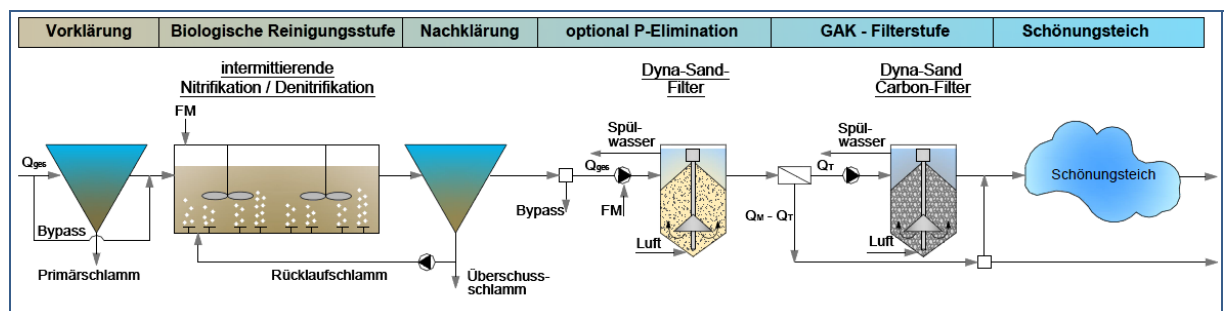 Vorklärung
Biologische Reinigungsstufe
Nachklärung
optional P-Elimination
GAK - Filterstufe
Schönungsteich
intermittierende
Nitrifikation / Denitrifikation
Dyna-Sand-
Filter
Dyna-Sand
Carbon-Filter
FM
Spül-
wasser
Spül-
wasser
Qges
Qges
QT
Schönungsteich
Bypass
Bypass
FM
QM - QT
Luft
Luft
Primärschlamm
Rücklaufschlamm
Überschuss-
schlamm